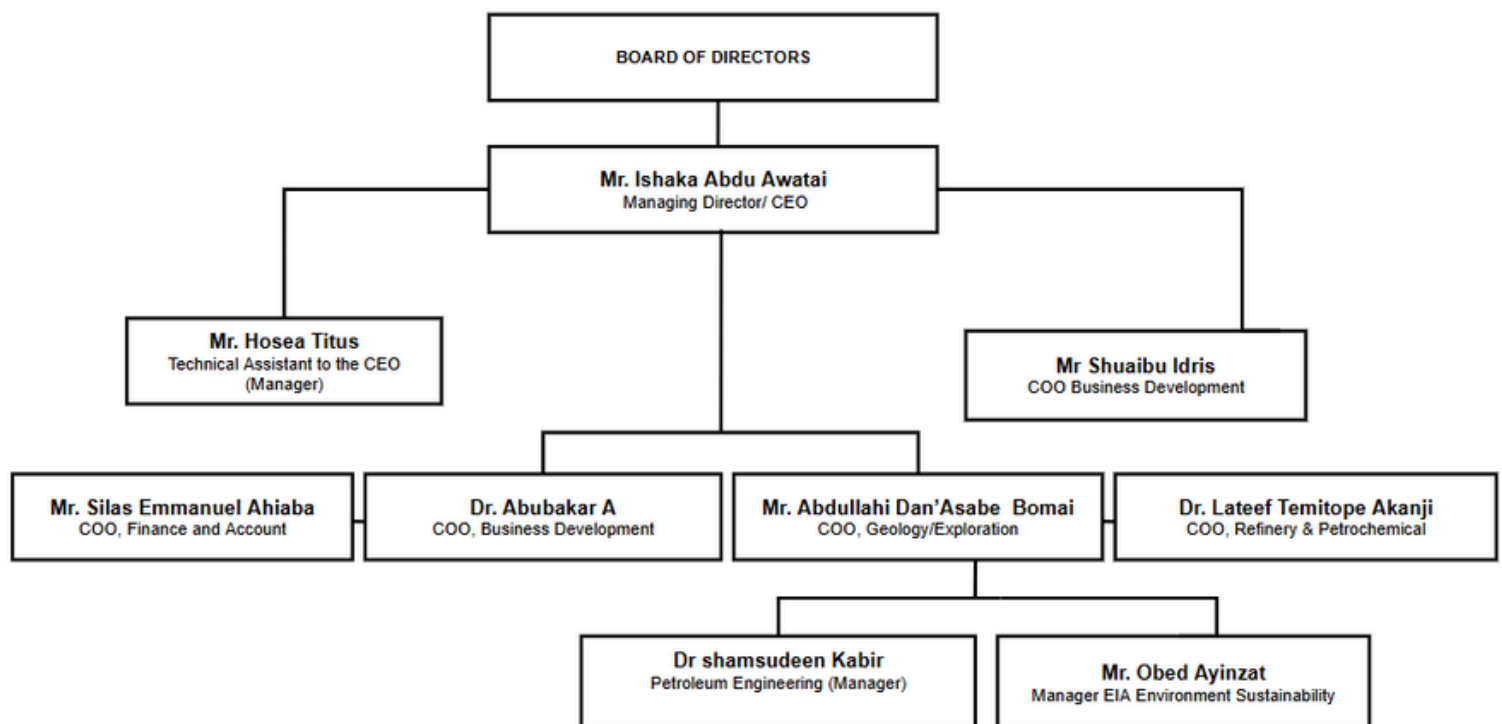 BOARD OF DIRECTORS
Mr. Ishaka Abdu Awatai
Managing Director/ CEO
Mr. Hosea Titus
Technical Assistant to the CEO
(Manager)
Mr Shuaibu Idris
COO Business Development
Mr. Silas Emmanuel Ahiaba
COO, Finance and Account
Dr. Abubakar A
COO, Business Development
Mr. Abdullahi Dan’Asabe  Bomai
COO, Geology/Exploration
Dr. Lateef Temitope Akanji
COO, Refinery & Petrochemical
Dr shamsudeen Kabir
Petroleum Engineering (Manager)
Mr. Obed Ayinzat
Manager EIA Environment Sustainability